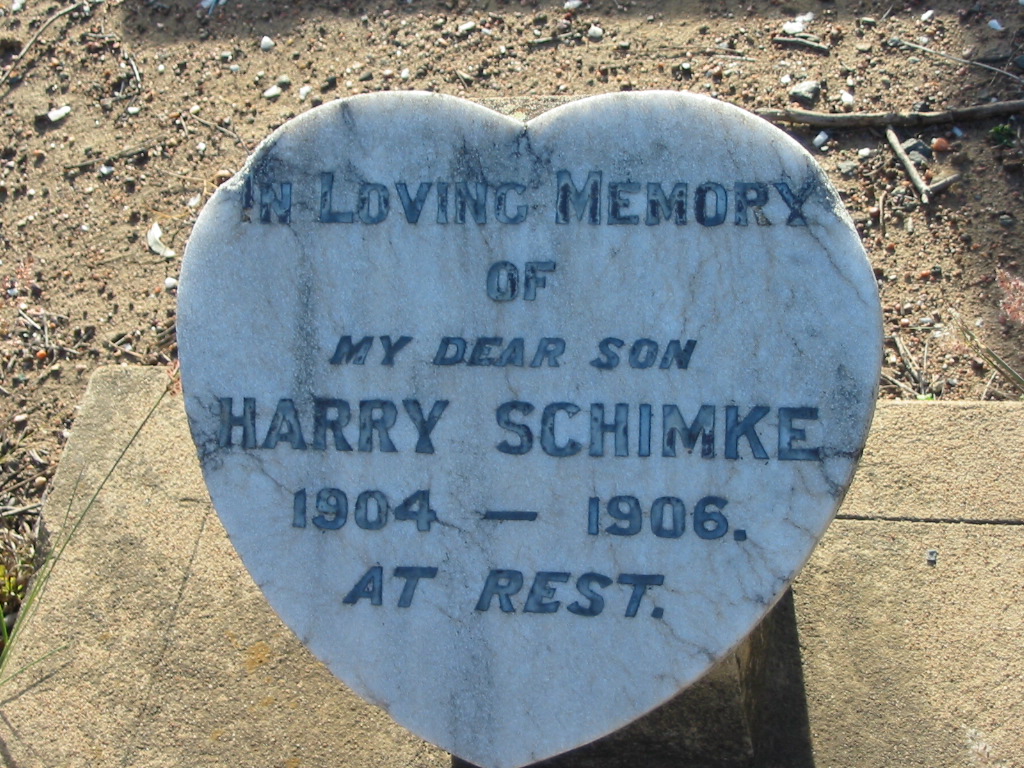 IN LOVING MEMORY
OF
MY DEAR SON
HARRY SCHIMKE
1904 — 1906.
AT REST.